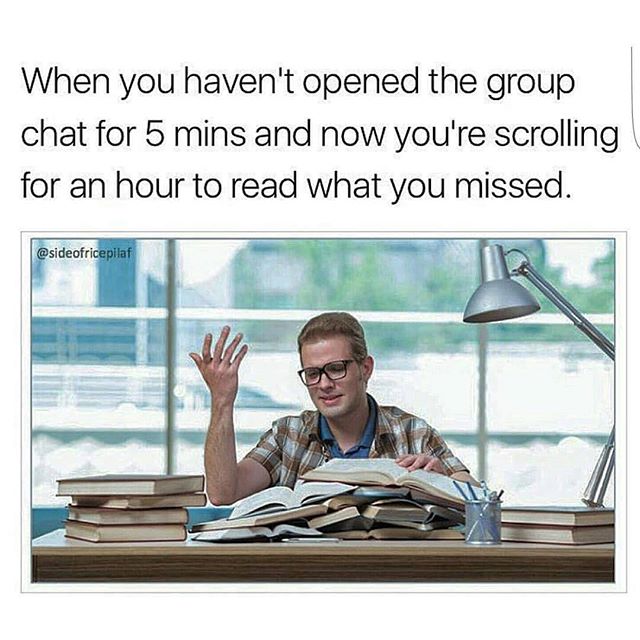 When you haven't opened the group
chat for 5 mins and now you're scrolling
for an hour to read what you missed.
@sideofricepilaf